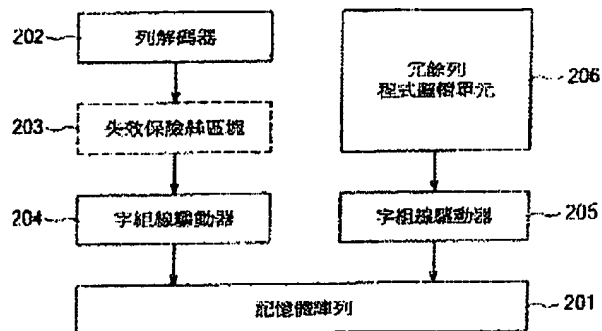 202
列解碼器
冗餘列
程式邏輯單元
206
203
失效保險絲區塊
204
字組線驅動器
字組線驅動器
205
記憶體陣列
201